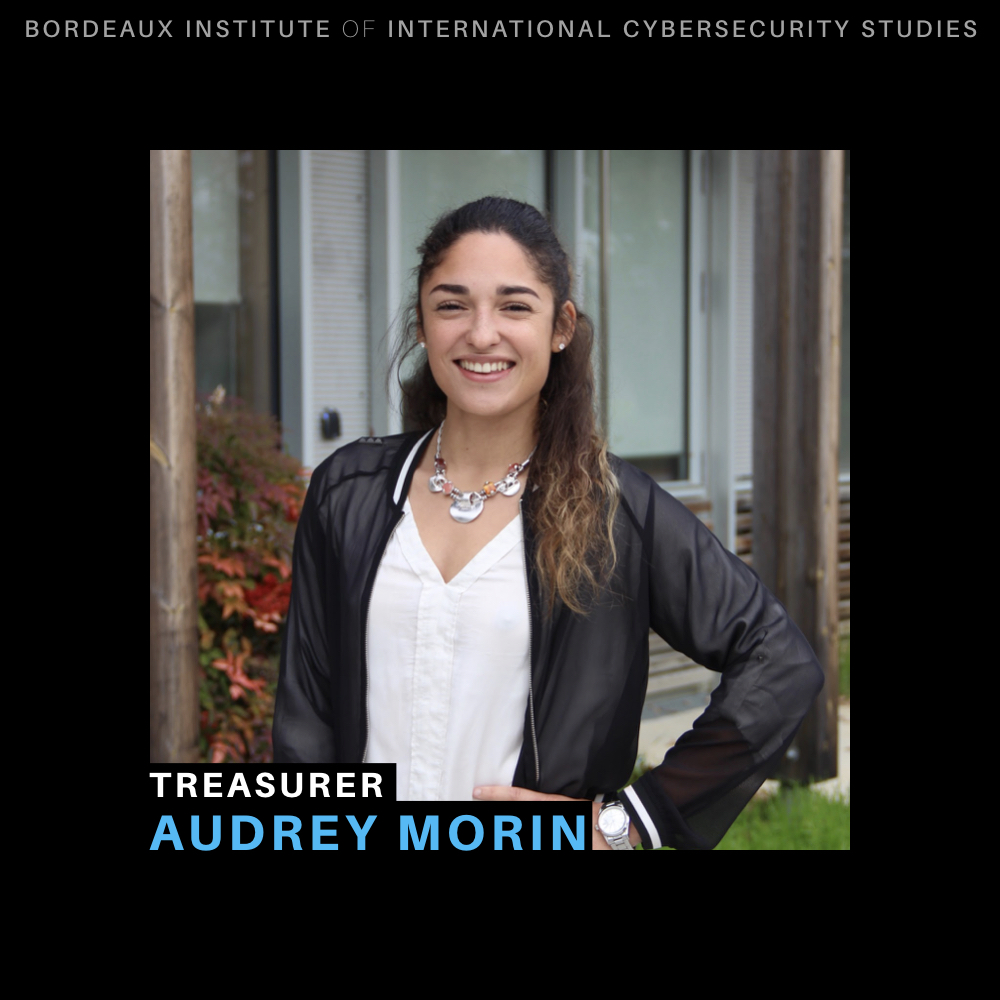 BORDEAUX INSTITUTE OF INTERNATIONAL CYBERSECURITY STUDIES
TREASURER
AUDREY MORIN